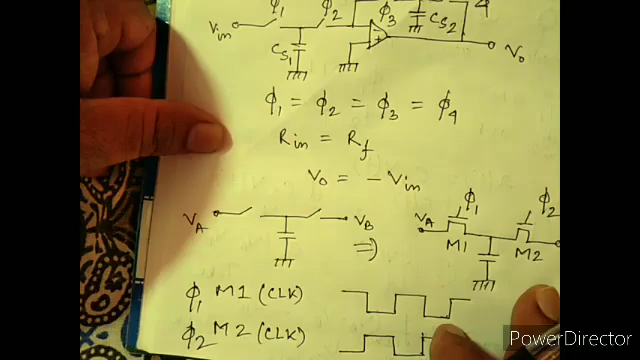 ϕ1 ϕ2 ϕ3 CS2 4
Vin
CS1
Vo
ϕ1 = ϕ2 = ϕ3 = ϕ4
Rin = Rf
Vo = - Vin
VA VB => VA ϕ1 ϕ2
M1 M2
ϕ1 M1 (CLK)
ϕ2 M2 (CLK)
PowerDirector